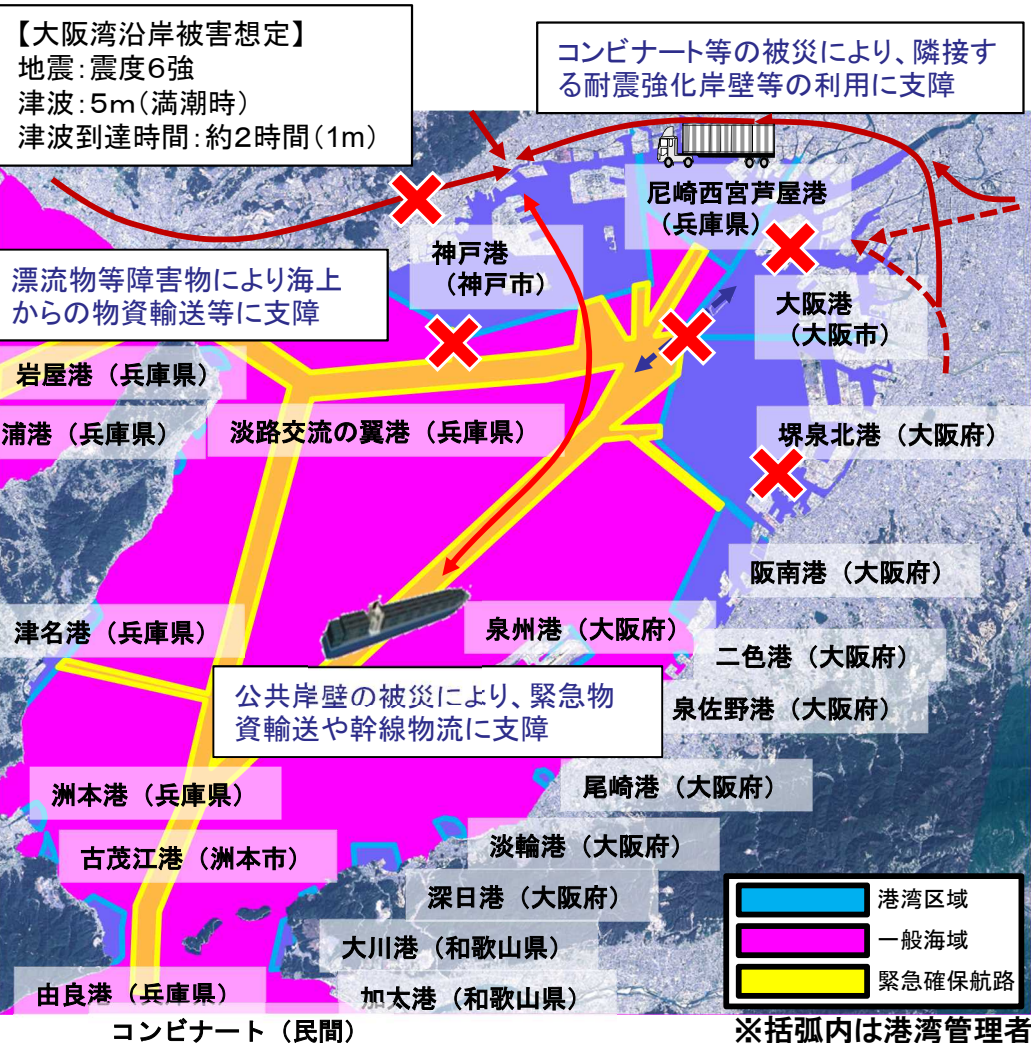 【大阪湾沿岸被害想定】
地震：震度６強
津波：５ｍ（満潮時）
津波到達時間：約２時間（１ｍ）
コンビナート等の被災により、隣接す
る耐震強化岸壁等の利用に支障
尼崎西宮芦屋港
（兵庫県）
神戸港
（神戸市）
漂流物等障害物により海上
からの物資輸送等に支障
大阪港
（大阪市）
岩屋港（兵庫県）
浦港（兵庫県）
淡路交流の翼港（兵庫県）
堺泉北港（大阪府）
阪南港（大阪府）
津名港（兵庫県）
泉州港（大阪府）
二色港（大阪府）
公共岸壁の被災により、緊急物
資輸送や幹線物流に支障
泉佐野港（大阪府）
洲本港（兵庫県）
尾崎港（大阪府）
古茂江港（洲本市）
淡輪港（大阪府）
深日港（大阪府）
大川港（和歌山県）
由良港（兵庫県）
加太港（和歌山県）
港湾区域
一般海域
緊急確保航路
コンビナート（民間）
※括弧内は港湾管理者